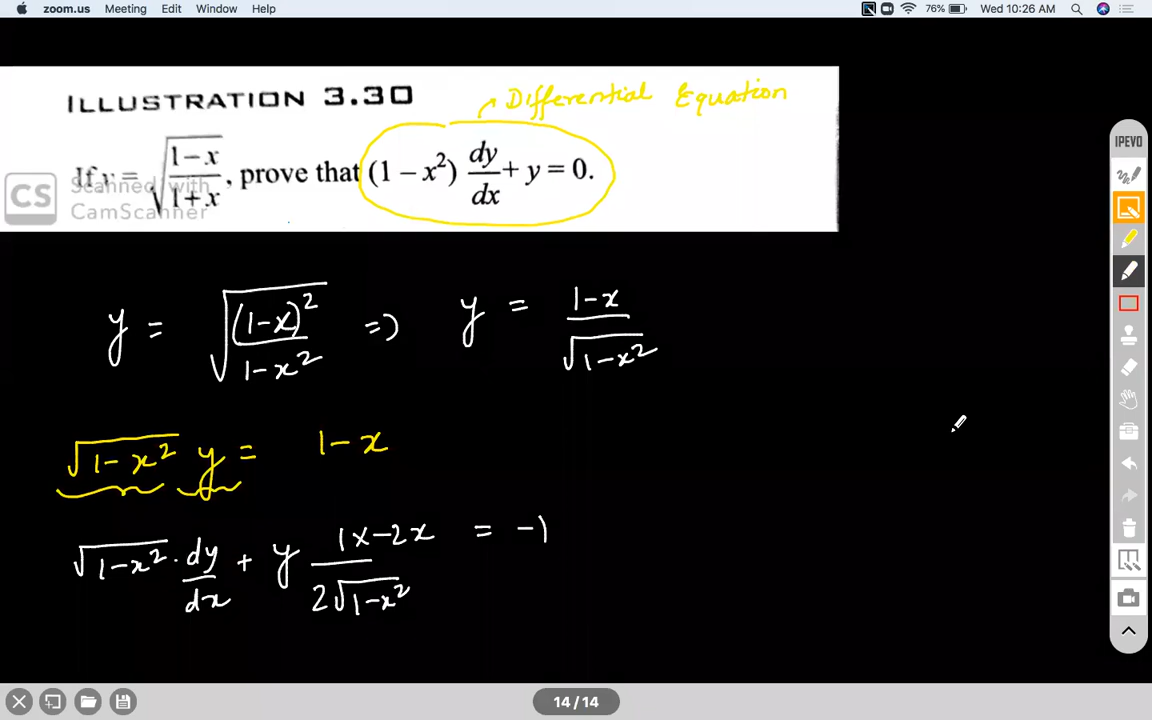 zoom.us Meeting Edit Window Help 76% Wed 10:26 AM
ILLUSTRATION 3.30
Differential Equation
If y = √((1−x)/(1+x)), prove that (1 − x²) dy/dx + y = 0.
CS Scanned with
CamScanner
IPEVO
y = √((1-x)²/(1-x²)) => y = (1-x)/√(1-x²)
√(1-x²) y = 1-x
√(1-x²) · dy/dx + y (1×-2x)/(2√(1-x²)) = -1
14 / 14